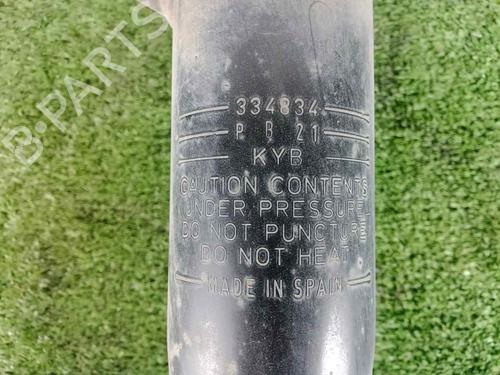 334834
P B 21
KYB
CAUTION CONTENTS
UNDER PRESSURE
DO NOT PUNCTURE
DO NOT HEAT
MADE IN SPAIN
B-PARTS